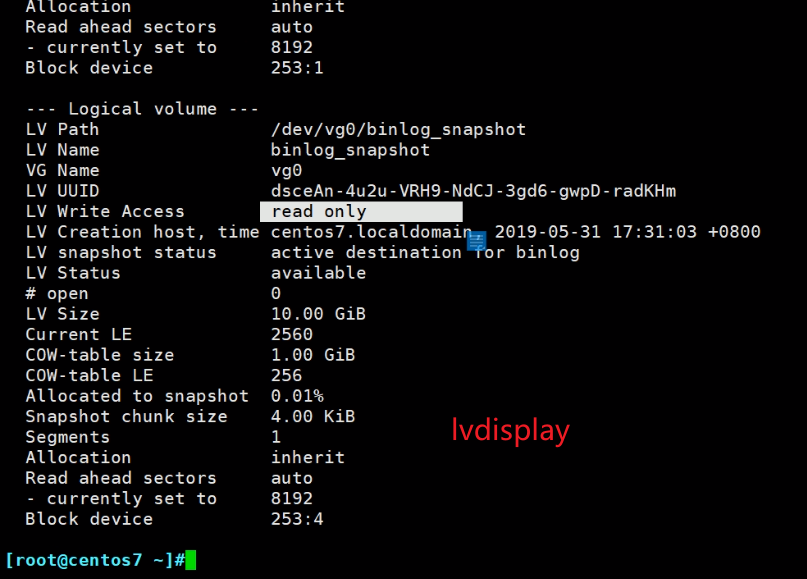 Allocation inherit
Read ahead sectors auto
- currently set to 8192
Block device 253:1
--- Logical volume ---
LV Path /dev/vg0/binlog_snapshot
LV Name binlog_snapshot
VG Name vg0
LV UUID dsceAn-4u2u-VRH9-NdCJ-3gd6-gwpD-radKHm
LV Write Access read only
LV Creation host, time centos7.localdomain, 2019-05-31 17:31:03 +0800
LV snapshot status active destination for binlog
LV Status available
# open 0
LV Size 10.00 GiB
Current LE 2560
COW-table size 1.00 GiB
COW-table LE 256
Allocated to snapshot 0.01%
Snapshot chunk size 4.00 KiB
lvdisplay
Segments 1
Allocation inherit
Read ahead sectors auto
- currently set to 8192
Block device 253:4
[root@centos7 ~]#